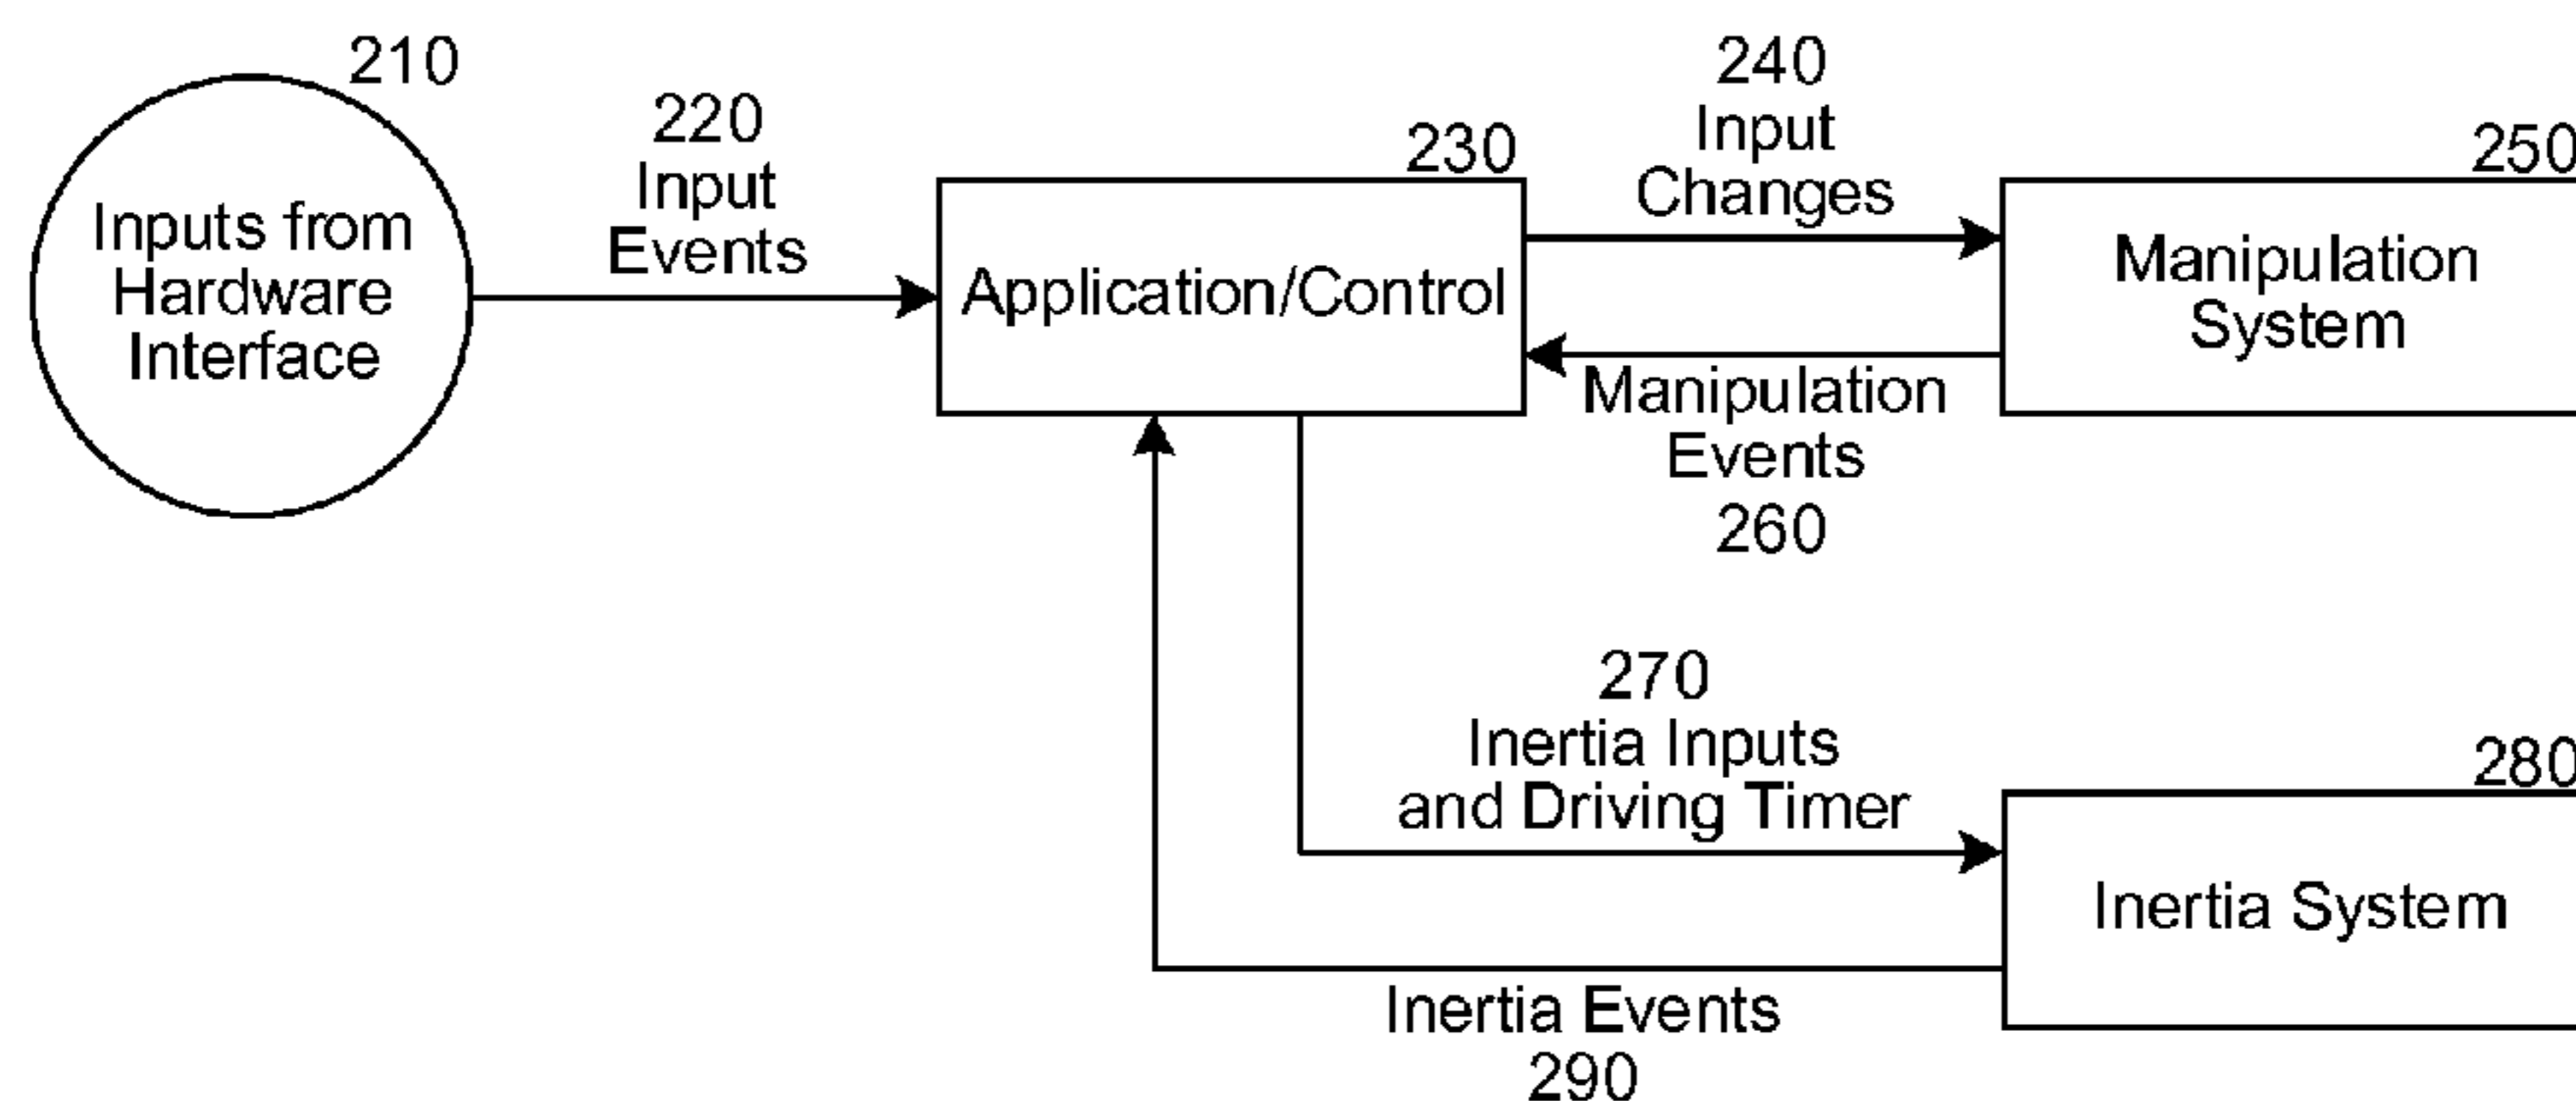 210
Inputs from
Hardware
Interface
220
Input
Events
230
Application/Control
240
Input
Changes
250
Manipulation
System
Manipulation
Events
260
270
Inertia Inputs
and Driving Timer
280
Inertia System
Inertia Events
290